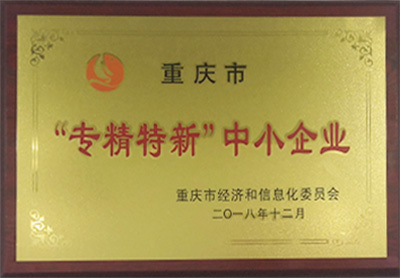 重庆市
“专精特新”中小企业
重庆市经济和信息化委员会
二〇一八年十二月